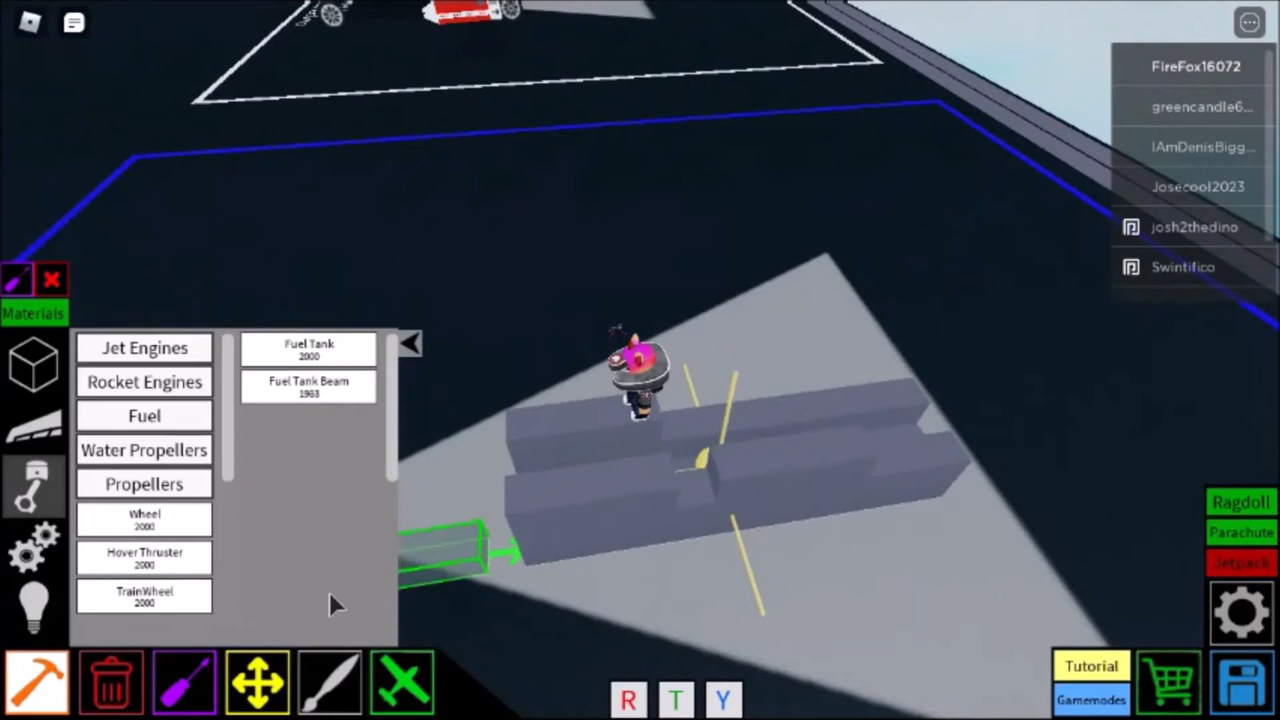 FireFox16072
greencandle6...
IAmDenisBigg...
Josecool2023
josh2thedino
Swintifico
Materials
Jet Engines
Rocket Engines
Fuel
Water Propellers
Propellers
Wheel
2000
Hover Thruster
2000
TrainWheel
2000
Fuel Tank
2000
Fuel Tank Beam
1983
Ragdoll
Parachute
Jetpack
Tutorial
Gamemodes
R T Y